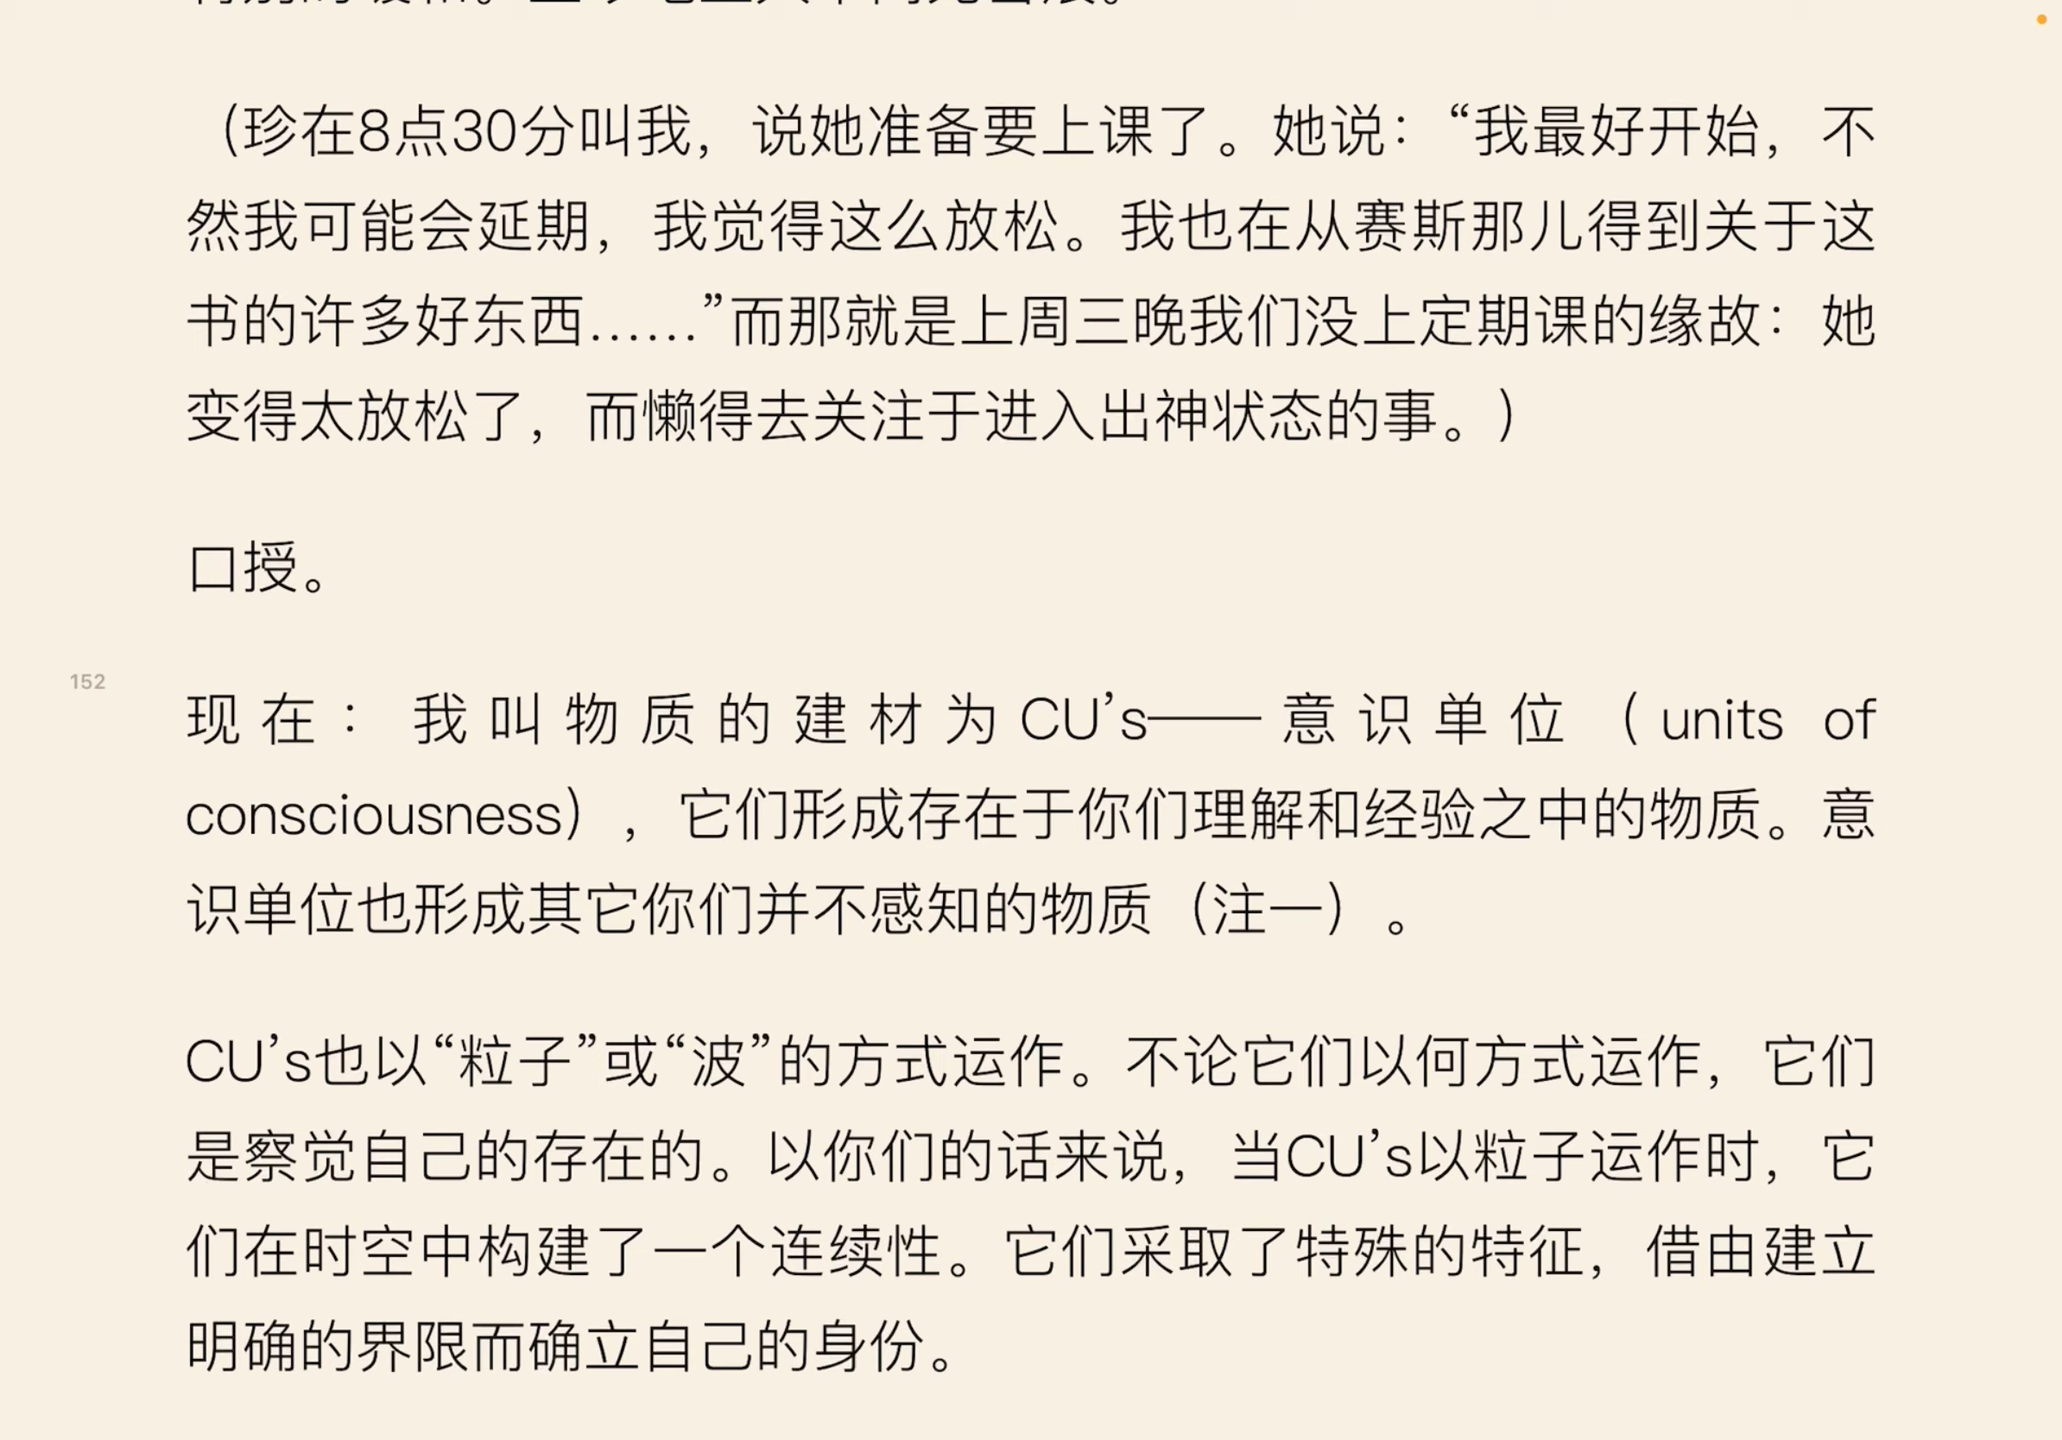 （珍在8点30分叫我，说她准备要上课了。她说：“我最好开始，不
然我可能会延期，我觉得这么放松。我也在从赛斯那儿得到关于这
书的许多好东西……”而那就是上周三晚我们没上定期课的缘故：她
变得太放松了，而懒得去关注于进入出神状态的事。）
口授。
152
现在：我叫物质的建材为CU’s——意识单位（units of
consciousness），它们形成存在于你们理解和经验之中的物质。意
识单位也形成其它你们并不感知的物质（注一）。
CU’s也以“粒子”或“波”的方式运作。不论它们以何方式运作，它们
是察觉自己的存在的。以你们的话来说，当CU’s以粒子运作时，它
们在时空中构建了一个连续性。它们采取了特殊的特征，借由建立
明确的界限而确立自己的身份。